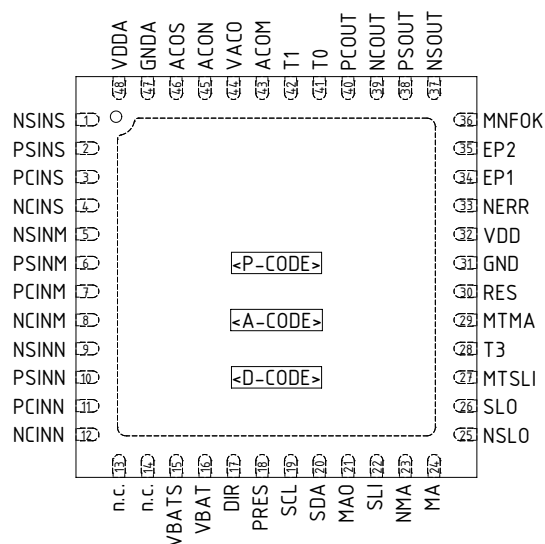 VDDA GNDA ACOS ACON VACO ACOM T1 T0 PCOUT NCOUT PSOUT NSOUT
48 47 46 45 44 43 42 41 40 39 38 37
NSINS 1 36 MNFOK
PSINS 2 35 EP2
PCINS 3 34 EP1
NCINS 4 33 NERR
NSINM 5 32 VDD
PSINM 6 <P-CODE> 31 GND
PCINM 7 30 RES
NCINM 8 <A-CODE> 29 MTMA
NSINN 9 28 T3
PSINN 10 <D-CODE> 27 MTSLI
PCINN 11 26 SLO
NCINN 12 25 NSLO
13 14 15 16 17 18 19 20 21 22 23 24
n.c. n.c. VBATS VBAT DIR PRES SCL SDA MAO SLI NMA MA